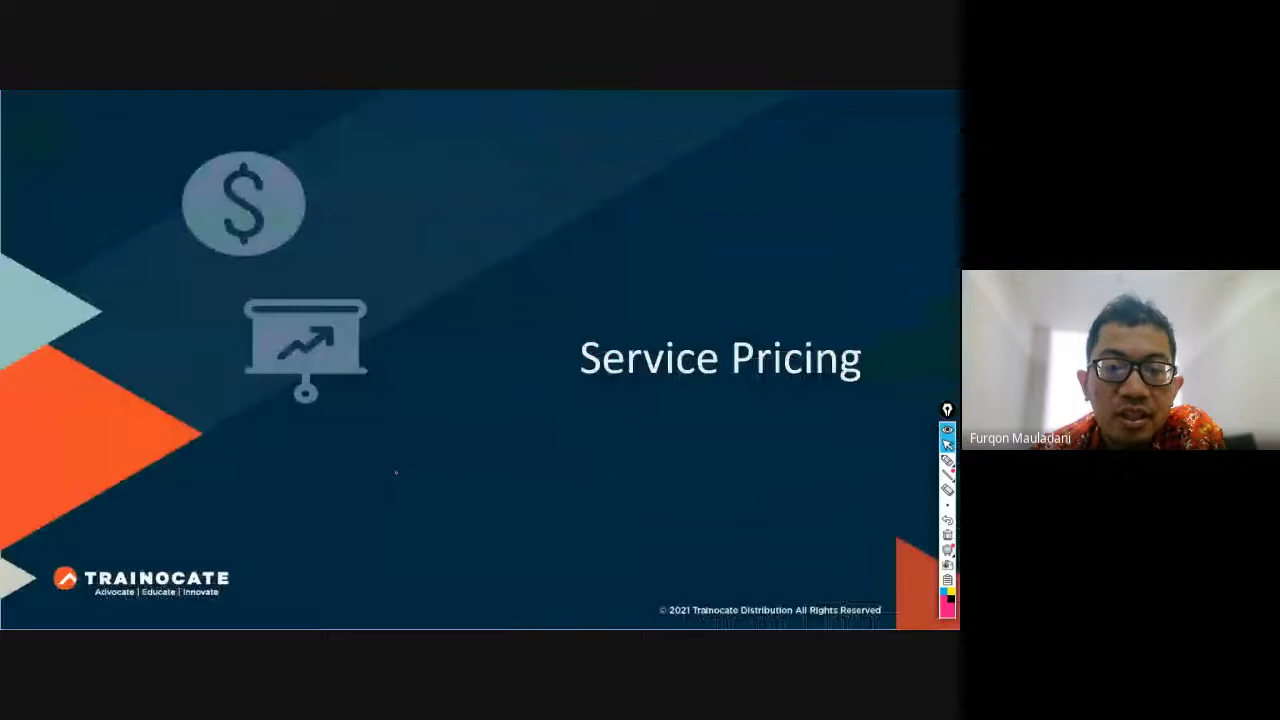 Service Pricing
TRAINOCATE
Advocate | Educate | Innovate
© 2021 Trainocate Distribution All Rights Reserved
Furqon Mauladani